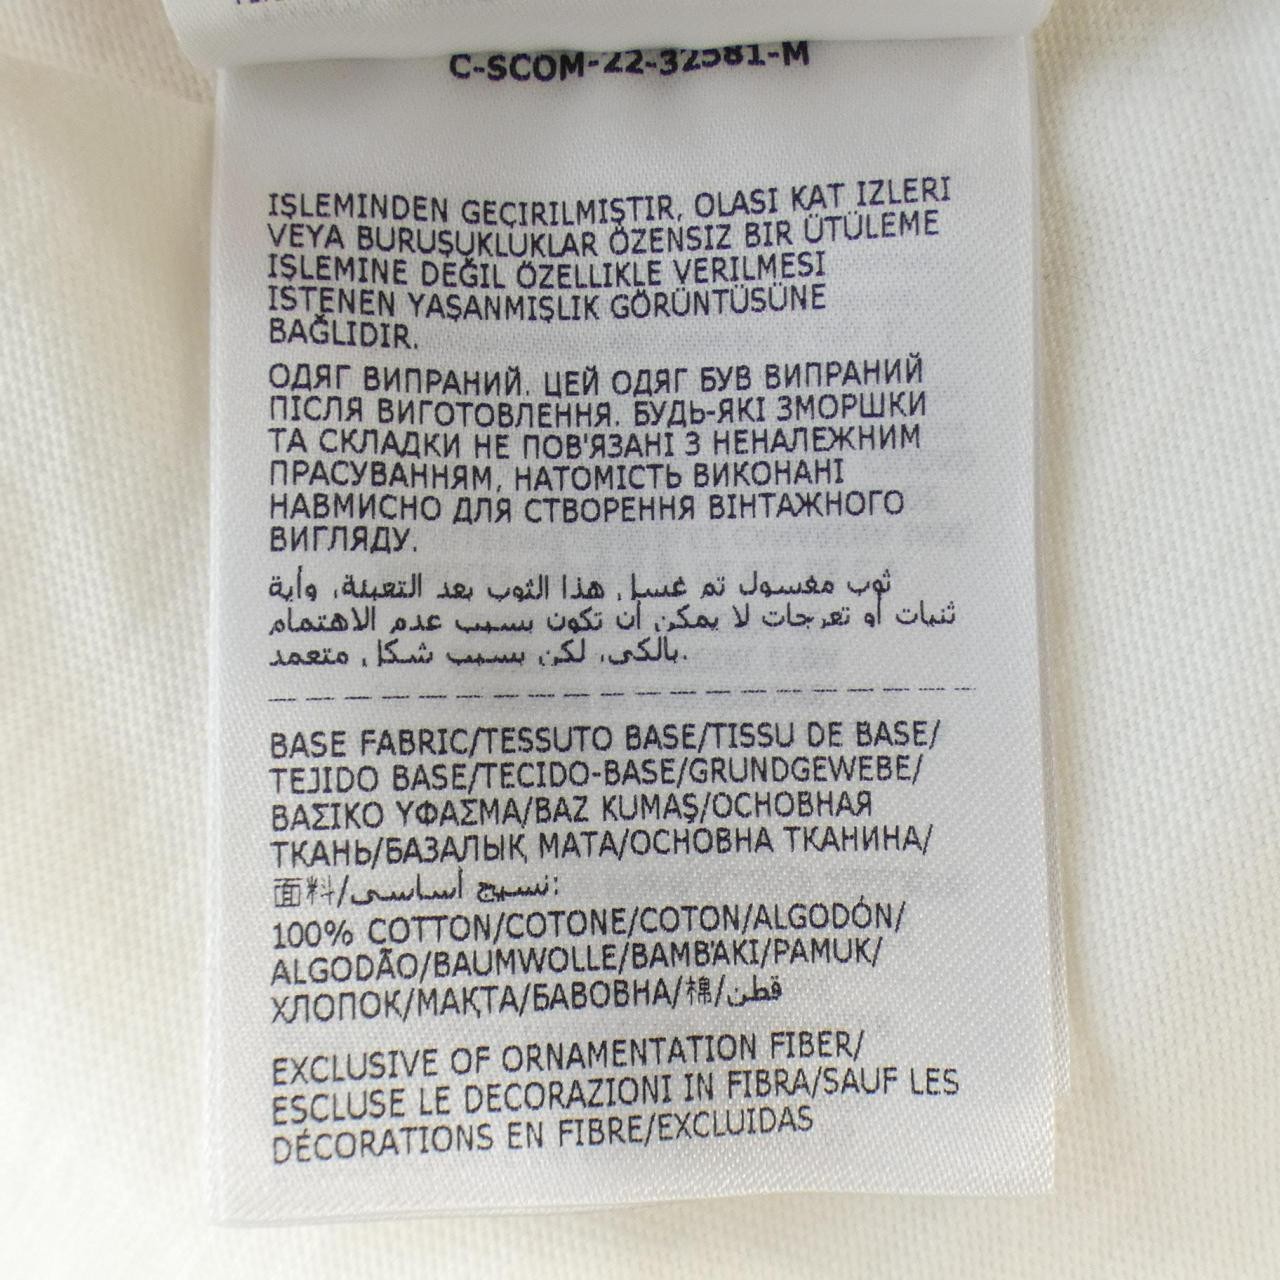 C-SCOM-22-32581-M
IŞLEMINDEN GEÇIRILMIŞTIR, OLASI KAT IZLERI
VEYA BURUŞUKLUKLAR ÖZENSIZ BIR ÜTÜLEME
IŞLEMINE DEĞIL ÖZELLIKLE VERILMESI
ISTENEN YAŞANMIŞLIK GÖRÜNTÜSÜNE
BAĞLIDIR.
ОДЯГ ВИПРАНИЙ. ЦЕЙ ОДЯГ БУВ ВИПРАНИЙ
ПІСЛЯ ВИГОТОВЛЕННЯ. БУДЬ-ЯКІ ЗМОРШКИ
ТА СКЛАДКИ НЕ ПОВ'ЯЗАНІ З НЕНАЛЕЖНИМ
ПРАСУВАННЯМ, НАТОМІСТЬ ВИКОНАНІ
НАВМИСНО ДЛЯ СТВОРЕННЯ ВІНТАЖНОГО
ВИГЛЯДУ.
ثوب مغسول تم غسل. هذا الثوب بعد التعبئة، وأية
ثنيات أو تعرجات لا يمكن أن تكون بسبب عدم الاهتمام
بالكي، لكن بسبب شكل متعمد.
BASE FABRIC/TESSUTO BASE/TISSU DE BASE/
TEJIDO BASE/TECIDO-BASE/GRUNDGEWEBE/
ΒΑΣΙΚΟ ΥΦΑΣΜΑ/BAZ KUMAŞ/ОСНОВНАЯ
ТКАНЬ/БАЗАЛЫҚ МАТА/ОСНОВНА ТКАНИНА/
面料/نسيج أساسي:
100% COTTON/COTONE/COTON/ALGODÓN/
ALGODÃO/BAUMWOLLE/ΒΑΜΒΆΚΙ/PAMUK/
ХЛОПОК/МАҚТА/БАВОВНА/棉/قطن
EXCLUSIVE OF ORNAMENTATION FIBER/
ESCLUSE LE DECORAZIONI IN FIBRA/SAUF LES
DÉCORATIONS EN FIBRE/EXCLUIDAS